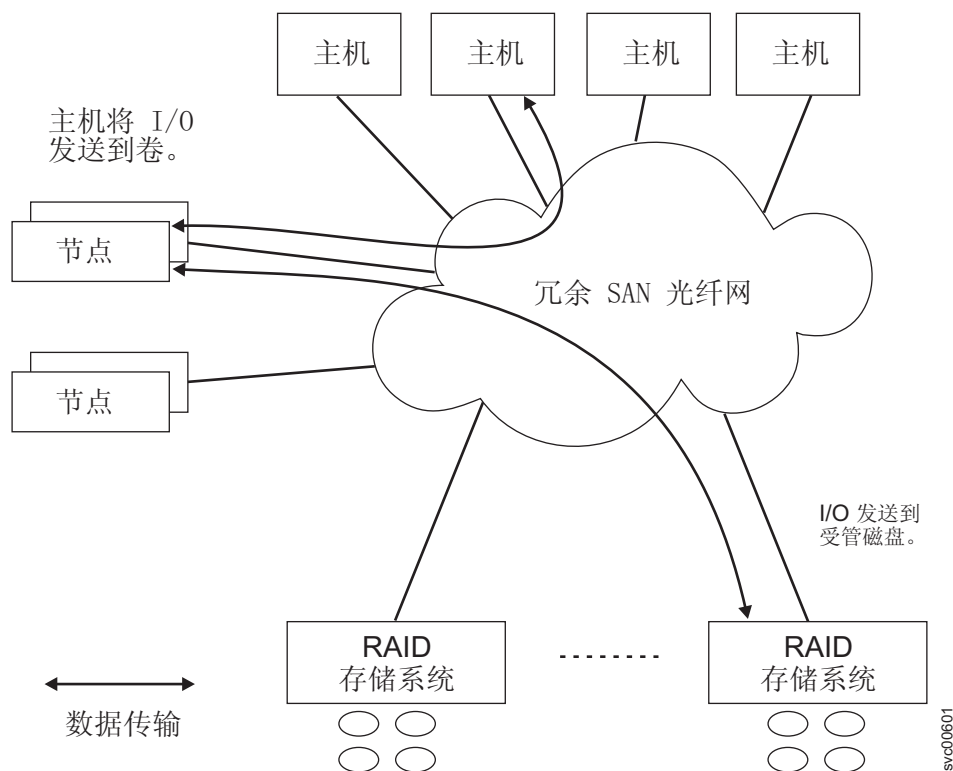 主机
主机
主机
主机
主机将 I/O
发送到卷。
节点
冗余 SAN 光纤网
节点
I/O 发送到
受管磁盘。
RAID
存储系统
RAID
存储系统
数据传输
svc00601